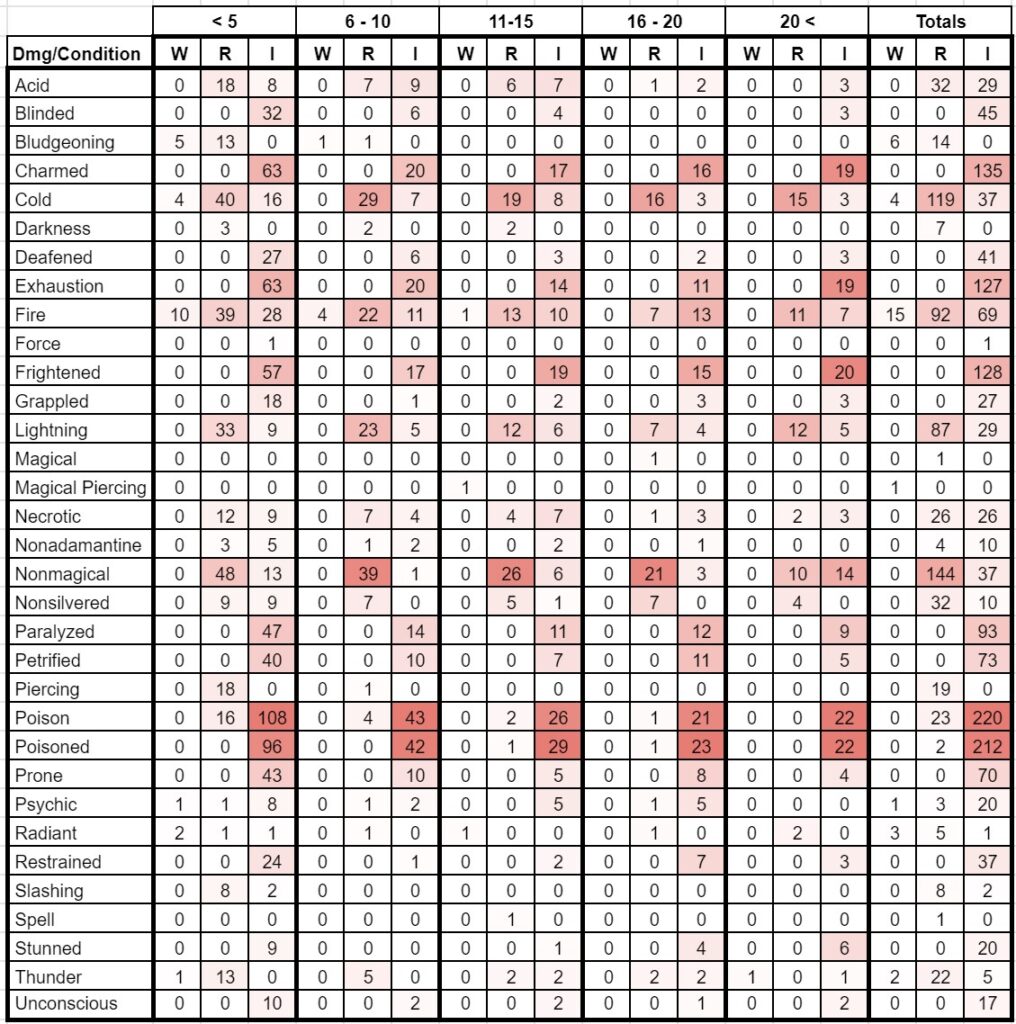 < 5 6 - 10 11-15 16 - 20 20 < Totals
Dmg/Condition W R I W R I W R I W R I W R I W R I
Acid 0 18 8 0 7 9 0 6 7 0 1 2 0 0 3 0 32 29
Blinded 0 0 32 0 0 6 0 0 4 0 0 0 0 0 3 0 0 45
Bludgeoning 5 13 0 1 1 0 0 0 0 0 0 0 0 0 0 6 14 0
Charmed 0 0 63 0 0 20 0 0 17 0 0 16 0 0 19 0 0 135
Cold 4 40 16 0 29 7 0 19 8 0 16 3 0 15 3 4 119 37
Darkness 0 3 0 0 2 0 0 2 0 0 0 0 0 0 0 0 7 0
Deafened 0 0 27 0 0 6 0 0 3 0 0 2 0 0 3 0 0 41
Exhaustion 0 0 63 0 0 20 0 0 14 0 0 11 0 0 19 0 0 127
Fire 10 39 28 4 22 11 1 13 10 0 7 13 0 11 7 15 92 69
Force 0 0 1 0 0 0 0 0 0 0 0 0 0 0 0 0 0 1
Frightened 0 0 57 0 0 17 0 0 19 0 0 15 0 0 20 0 0 128
Grappled 0 0 18 0 0 1 0 0 2 0 0 3 0 0 3 0 0 27
Lightning 0 33 9 0 23 5 0 12 6 0 7 4 0 12 5 0 87 29
Magical 0 0 0 0 0 0 0 0 0 0 1 0 0 0 0 0 1 0
Magical Piercing 0 0 0 0 0 0 1 0 0 0 0 0 0 0 0 1 0 0
Necrotic 0 12 9 0 7 4 0 4 7 0 1 3 0 2 3 0 26 26
Nonadamantine 0 3 5 0 1 2 0 0 2 0 0 1 0 0 0 0 4 10
Nonmagical 0 48 13 0 39 1 0 26 6 0 21 3 0 10 14 0 144 37
Nonsilvered 0 9 9 0 7 0 0 5 1 0 7 0 0 4 0 0 32 10
Paralyzed 0 0 47 0 0 14 0 0 11 0 0 12 0 0 9 0 0 93
Petrified 0 0 40 0 0 10 0 0 7 0 0 11 0 0 5 0 0 73
Piercing 0 18 0 0 1 0 0 0 0 0 0 0 0 0 0 0 19 0
Poison 0 16 108 0 4 43 0 2 26 0 1 21 0 0 22 0 23 220
Poisoned 0 0 96 0 0 42 0 1 29 0 1 23 0 0 22 0 2 212
Prone 0 0 43 0 0 10 0 0 5 0 0 8 0 0 4 0 0 70
Psychic 1 1 8 0 1 2 0 0 5 0 1 5 0 0 0 1 3 20
Radiant 2 1 1 0 1 0 1 0 0 0 1 0 0 2 0 3 5 1
Restrained 0 0 24 0 0 1 0 0 2 0 0 7 0 0 3 0 0 37
Slashing 0 8 2 0 0 0 0 0 0 0 0 0 0 0 0 0 8 2
Spell 0 0 0 0 0 0 0 1 0 0 0 0 0 0 0 0 1 0
Stunned 0 0 9 0 0 0 0 0 1 0 0 4 0 0 6 0 0 20
Thunder 1 13 0 0 5 0 0 2 2 0 2 2 1 0 1 2 22 5
Unconscious 0 0 10 0 0 2 0 0 2 0 0 1 0 0 2 0 0 17